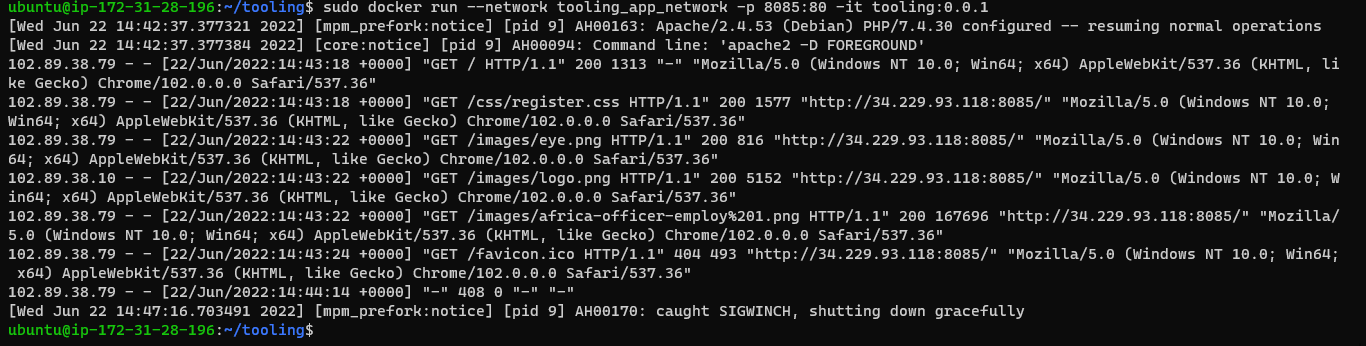 ubuntu@ip-172-31-28-196:~/tooling$ sudo docker run --network tooling_app_network -p 8085:80 -it tooling:0.0.1
[Wed Jun 22 14:42:37.377321 2022] [mpm_prefork:notice] [pid 9] AH00163: Apache/2.4.53 (Debian) PHP/7.4.30 configured -- resuming normal operations
[Wed Jun 22 14:42:37.377384 2022] [core:notice] [pid 9] AH00094: Command line: 'apache2 -D FOREGROUND'
102.89.38.79 - - [22/Jun/2022:14:43:18 +0000] "GET / HTTP/1.1" 200 1313 "-" "Mozilla/5.0 (Windows NT 10.0; Win64; x64) AppleWebKit/537.36 (KHTML, li
ke Gecko) Chrome/102.0.0.0 Safari/537.36"
102.89.38.79 - - [22/Jun/2022:14:43:18 +0000] "GET /css/register.css HTTP/1.1" 200 1577 "http://34.229.93.118:8085/" "Mozilla/5.0 (Windows NT 10.0; 
Win64; x64) AppleWebKit/537.36 (KHTML, like Gecko) Chrome/102.0.0.0 Safari/537.36"
102.89.38.79 - - [22/Jun/2022:14:43:22 +0000] "GET /images/eye.png HTTP/1.1" 200 816 "http://34.229.93.118:8085/" "Mozilla/5.0 (Windows NT 10.0; Win
64; x64) AppleWebKit/537.36 (KHTML, like Gecko) Chrome/102.0.0.0 Safari/537.36"
102.89.38.10 - - [22/Jun/2022:14:43:22 +0000] "GET /images/logo.png HTTP/1.1" 200 5152 "http://34.229.93.118:8085/" "Mozilla/5.0 (Windows NT 10.0; W
in64; x64) AppleWebKit/537.36 (KHTML, like Gecko) Chrome/102.0.0.0 Safari/537.36"
102.89.38.79 - - [22/Jun/2022:14:43:22 +0000] "GET /images/africa-officer-employ%201.png HTTP/1.1" 200 167696 "http://34.229.93.118:8085/" "Mozilla/
5.0 (Windows NT 10.0; Win64; x64) AppleWebKit/537.36 (KHTML, like Gecko) Chrome/102.0.0.0 Safari/537.36"
102.89.38.79 - - [22/Jun/2022:14:43:24 +0000] "GET /favicon.ico HTTP/1.1" 404 493 "http://34.229.93.118:8085/" "Mozilla/5.0 (Windows NT 10.0; Win64;
 x64) AppleWebKit/537.36 (KHTML, like Gecko) Chrome/102.0.0.0 Safari/537.36"
102.89.38.79 - - [22/Jun/2022:14:44:14 +0000] "-" 408 0 "-" "-"
[Wed Jun 22 14:47:16.703491 2022] [mpm_prefork:notice] [pid 9] AH00170: caught SIGWINCH, shutting down gracefully
ubuntu@ip-172-31-28-196:~/tooling$